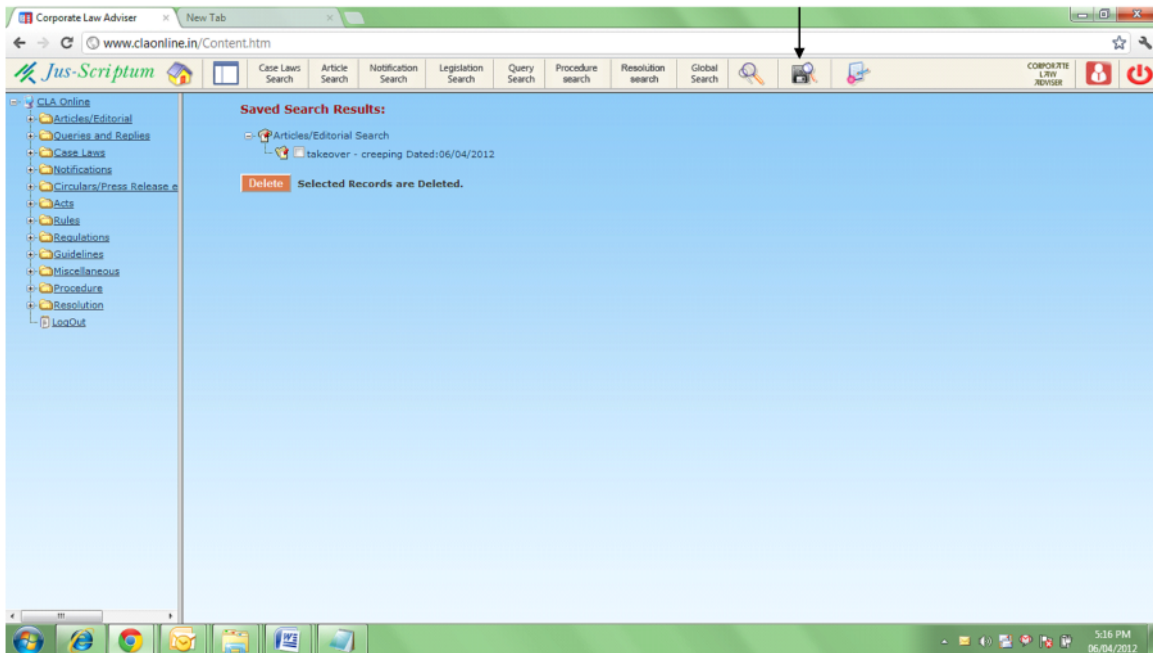 Corporate Law Adviser
New Tab
www.claonline.in/Content.htm
Jus-Scriptum
Case Laws Search
Article Search
Notification Search
Legislation Search
Query Search
Procedure search
Resolution search
Global Search
CORPORATE LAW ADVISER
CLA Online
Articles/Editorial
Queries and Replies
Case Laws
Notifications
Circulars/Press Release e
Acts
Rules
Regulations
Guidelines
Miscellaneous
Procedure
Resolution
LogOut
Saved Search Results:
Articles/Editorial Search
takeover - creeping Dated:06/04/2012
Delete Selected Records are Deleted.
5:16 PM
06/04/2012